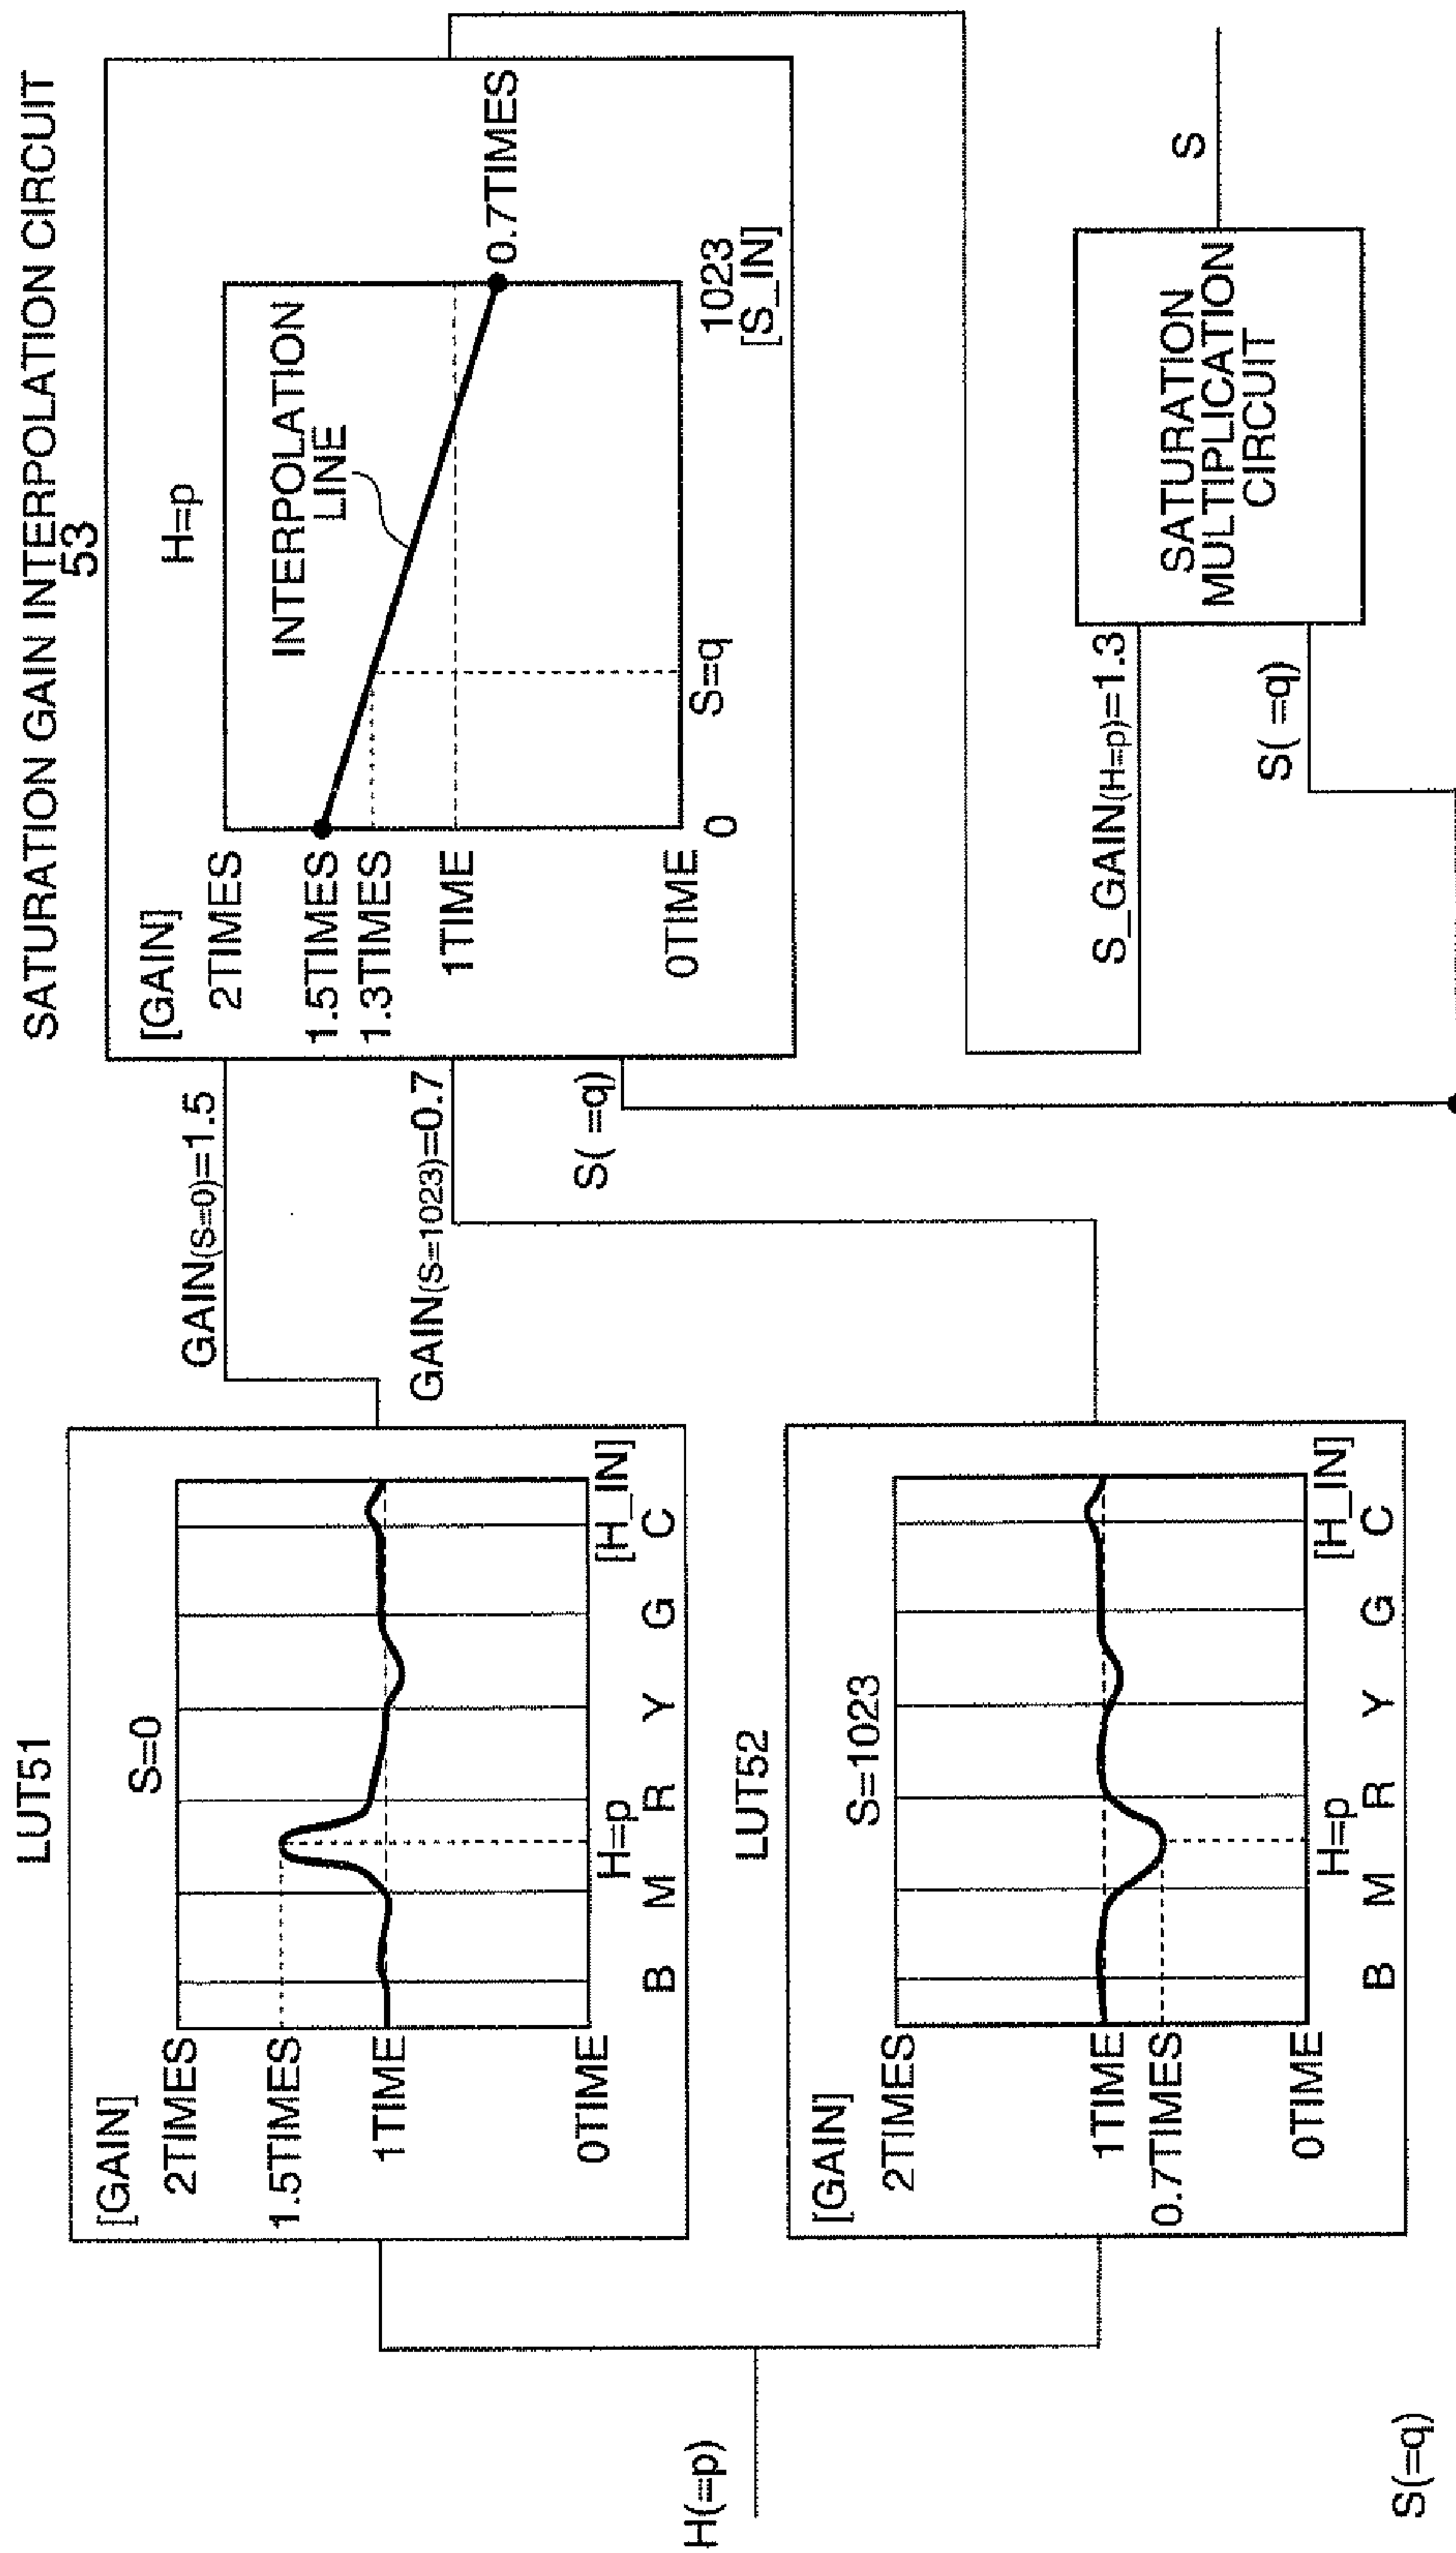 H(=p)
S(=q)
LUT51
S=0
[GAIN]
2TIMES
1.5TIMES
1TIME
0TIME
H=p
[H_IN]
B M R Y G C
LUT52
S=1023
[GAIN]
2TIMES
1TIME
0.7TIMES
0TIME
H=p
[H_IN]
B M R Y G C
GAIN(S=0)=1.5
GAIN(S=1023)=0.7
S( =q)
SATURATION GAIN INTERPOLATION CIRCUIT
53
H=p
[GAIN]
2TIMES
1.5TIMES
1.3TIMES
1TIME
0TIME
INTERPOLATION
LINE
0.7TIMES
0
S=q
1023
[S_IN]
S_GAIN(H=p)=1.3
S( =q)
SATURATION
MULTIPLICATION
CIRCUIT
S